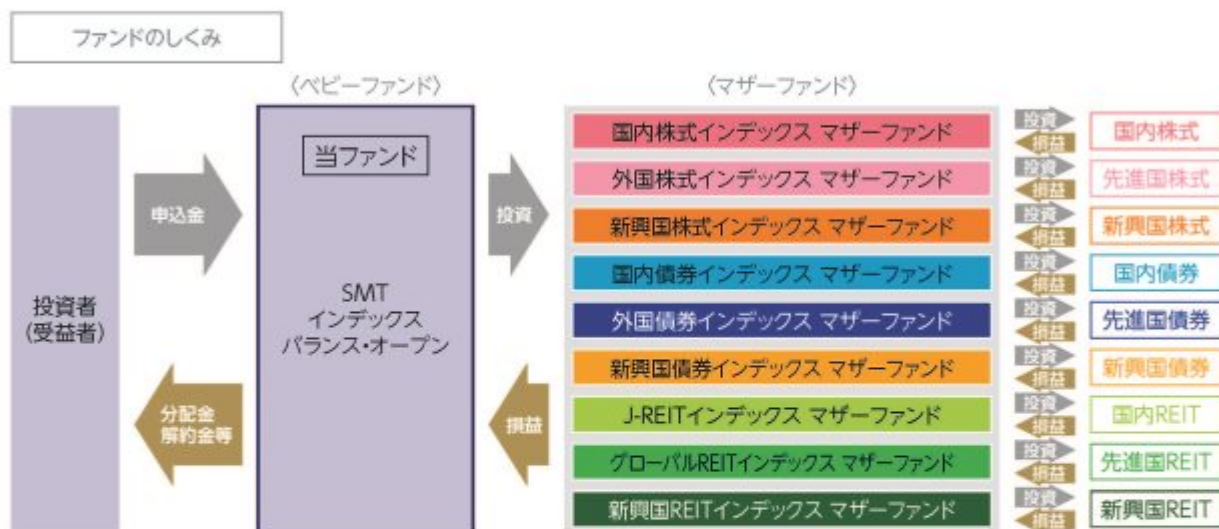 ファンドのしくみ
〈ベビーファンド〉
〈マザーファンド〉
投資者
(受益者)
申込金
分配金
解約金等
当ファンド
SMT
インデックス
バランス・オープン
投資
損益
国内株式インデックス マザーファンド
投資
損益
国内株式
外国株式インデックス マザーファンド
投資
損益
先進国株式
新興国株式インデックス マザーファンド
投資
損益
新興国株式
国内債券インデックス マザーファンド
投資
損益
国内債券
外国債券インデックス マザーファンド
投資
損益
先進国債券
新興国債券インデックス マザーファンド
投資
損益
新興国債券
J-REITインデックス マザーファンド
投資
損益
国内REIT
グローバルREITインデックス マザーファンド
投資
損益
先進国REIT
新興国REITインデックス マザーファンド
投資
損益
新興国REIT